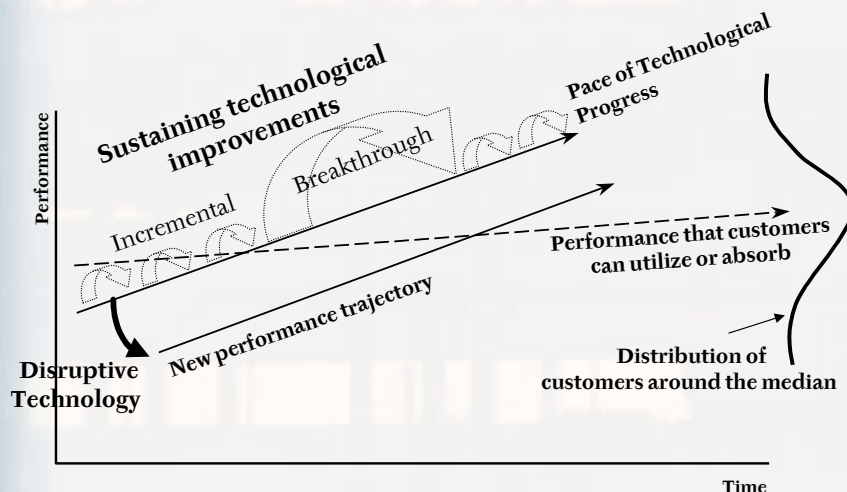 Sustaining technological
improvements
Pace of Technological
Progress
Performance
Incremental
Breakthrough
Performance that customers
can utilize or absorb
New performance trajectory
Disruptive
Technology
Distribution of
customers around the median
Time